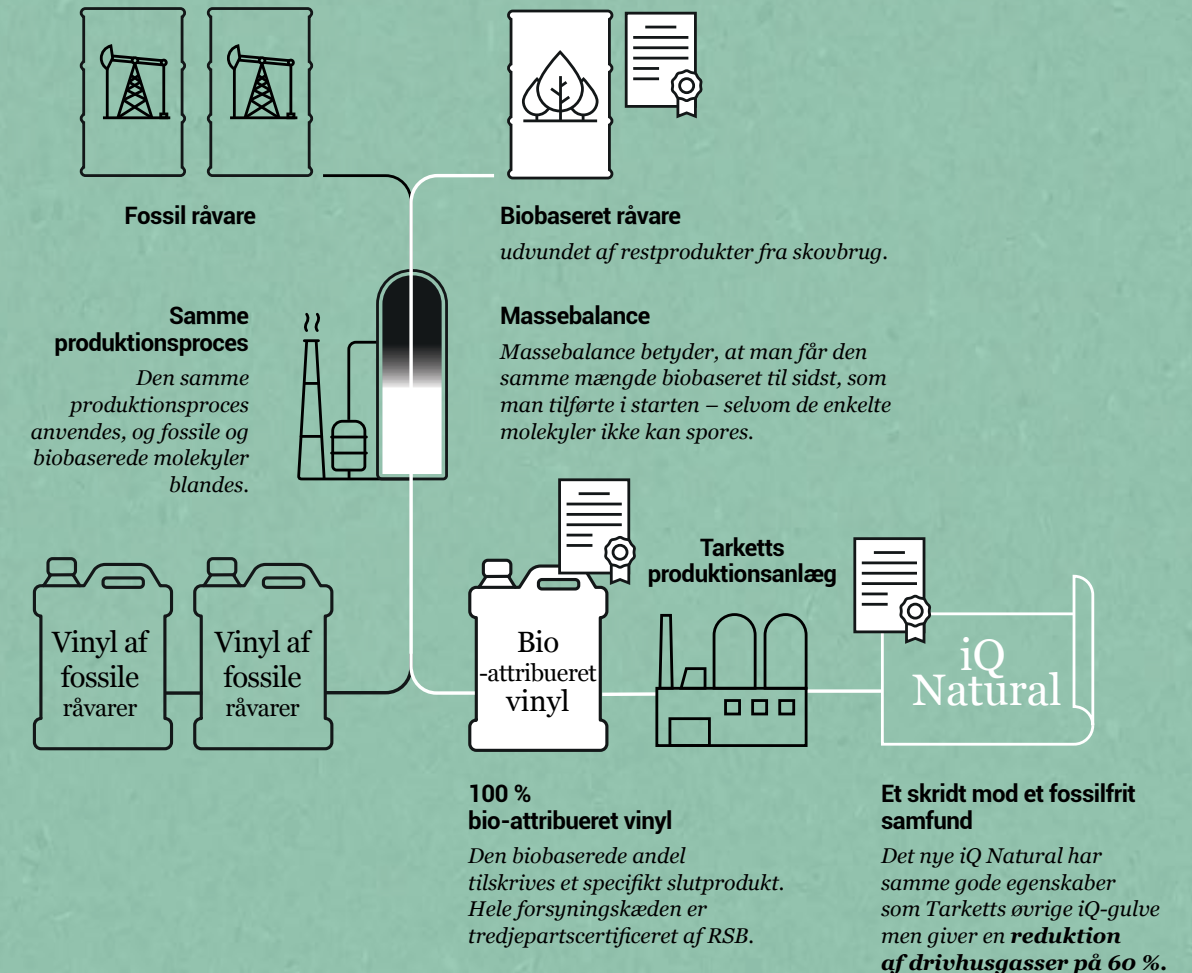 Fossil råvare
Biobaseret råvare
udvundet af restprodukter fra skovbrug.
Samme
produktionsproces
Den samme
produktionsproces
anvendes, og fossile og
biobaserede molekyler
blandes.
Massebalance
Massebalance betyder, at man får den
samme mængde biobaseret til sidst, som
man tilførte i starten – selvom de enkelte
molekyler ikke kan spores.
Vinyl af
fossile
råvarer
Vinyl af
fossile
råvarer
Bio
-attribueret
vinyl
Tarketts
produktionsanlæg
iQ
Natural
100 %
bio-attribueret vinyl
Den biobaserede andel
tilskrives et specifikt slutprodukt.
Hele forsyningskæden er
tredjepartscertificeret af RSB.
Et skridt mod et fossilfrit
samfund
Det nye iQ Natural har
samme gode egenskaber
som Tarketts øvrige iQ-gulve
men giver en reduktion
af drivhusgasser på 60 %.